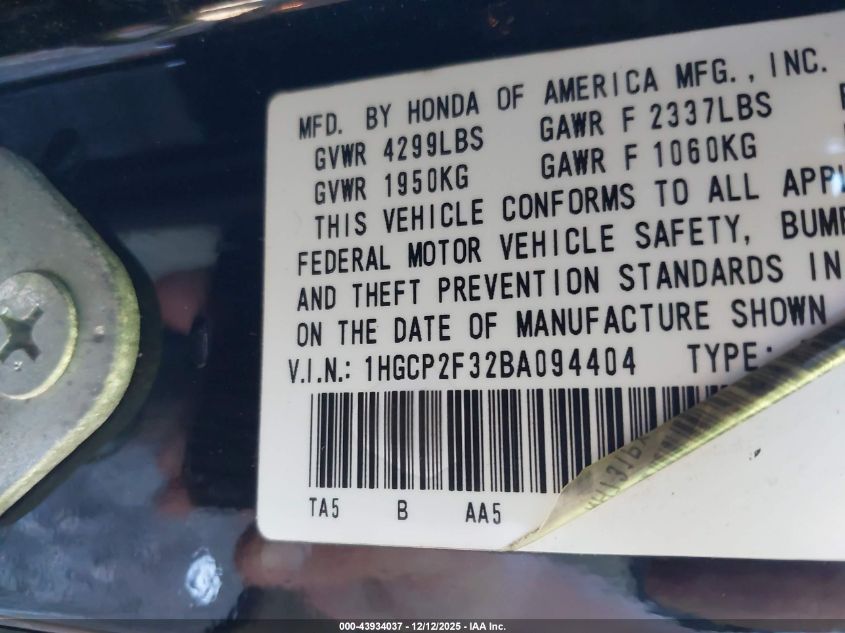 MFD. BY HONDA OF AMERICA MFG., INC.
GVWR 4299LBS GAWR F 2337LBS
GVWR 1950KG GAWR F 1060KG
THIS VEHICLE CONFORMS TO ALL
FEDERAL MOTOR VEHICLE SAFETY,
AND THEFT PREVENTION STANDARDS IN
ON THE DATE OF MANUFACTURE SHOWN
V.I.N.: 1HGCP2F32BA094404 TYPE:
TA5 B AA5
000-43934037 - 12/12/2025 - IAA Inc.